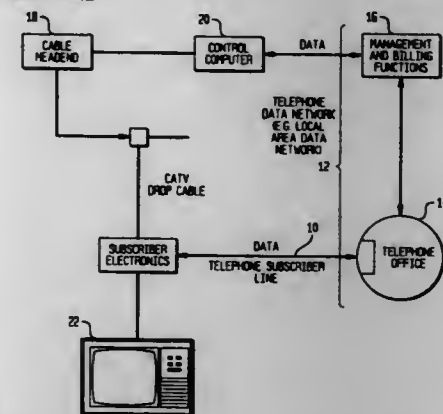 18
20
16
CABLE
HEADEND
CONTROL
COMPUTER
DATA
MANAGEMENT
AND BILLING
FUNCTIONS
TELEPHONE
DATA NETWORK
(E.G. LOCAL
AREA DATA
NETWORK)
12
CATV
DROP CABLE
10
1
SUBSCRIBER
ELECTRONICS
DATA
TELEPHONE SUBSCRIBER
LINE
TELEPHONE
OFFICE
22